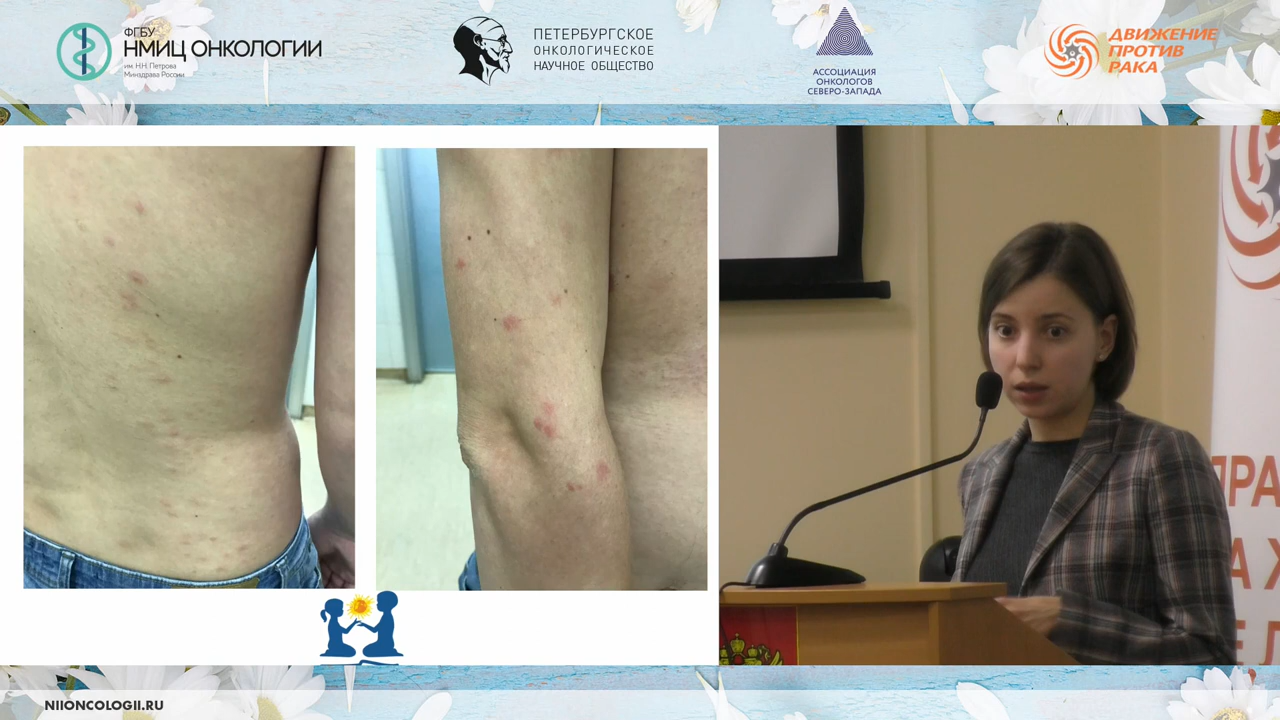 ФГБУ
НМИЦ ОНКОЛОГИИ
им. Н.Н. Петрова
Минздрава России
ПЕТЕРБУРГСКОЕ
ОНКОЛОГИЧЕСКОЕ
НАУЧНОЕ ОБЩЕСТВО
АССОЦИАЦИЯ
ОНКОЛОГОВ
СЕВЕРО-ЗАПАДА
ДВИЖЕНИЕ
ПРОТИВ
РАКА
NIIONCOLOGII.RU